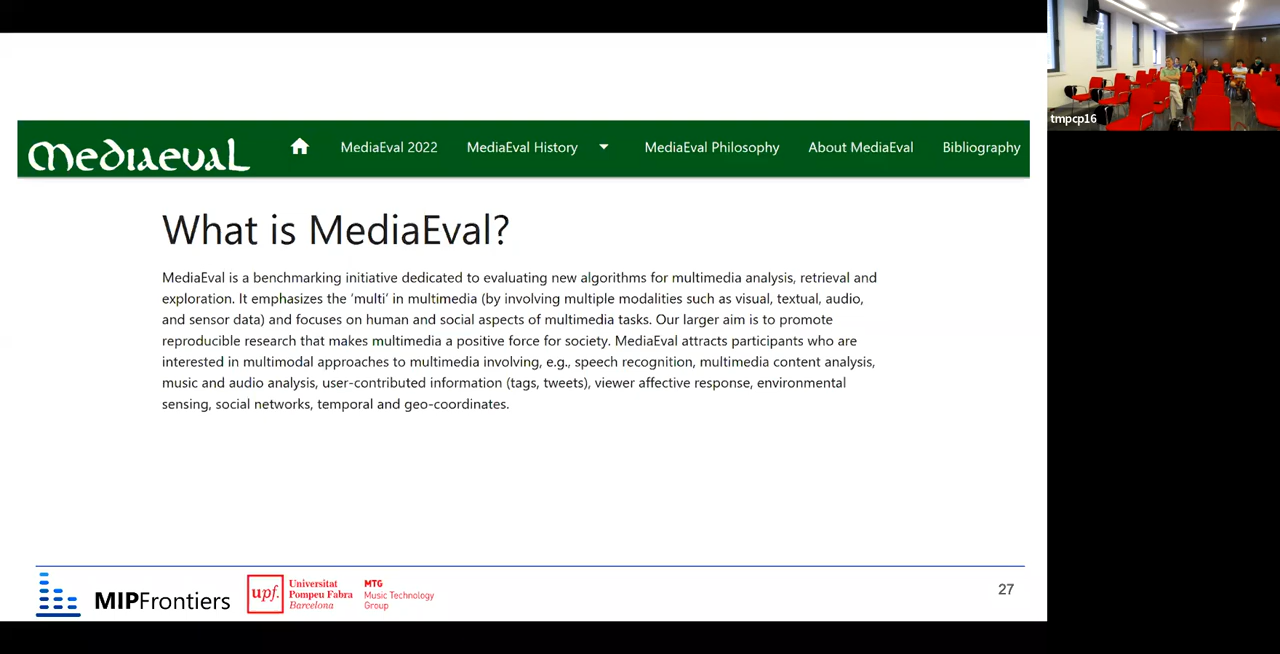 mediaeval
MediaEval 2022
MediaEval History
MediaEval Philosophy
About MediaEval
Bibliography
tmpcp16
What is MediaEval?
MediaEval is a benchmarking initiative dedicated to evaluating new algorithms for multimedia analysis, retrieval and
exploration. It emphasizes the ‘multi’ in multimedia (by involving multiple modalities such as visual, textual, audio,
and sensor data) and focuses on human and social aspects of multimedia tasks. Our larger aim is to promote
reproducible research that makes multimedia a positive force for society. MediaEval attracts participants who are
interested in multimodal approaches to multimedia involving, e.g., speech recognition, multimedia content analysis,
music and audio analysis, user-contributed information (tags, tweets), viewer affective response, environmental
sensing, social networks, temporal and geo-coordinates.
MIPFrontiers
upf.
Universitat
Pompeu Fabra
Barcelona
MTG
Music Technology
Group
27